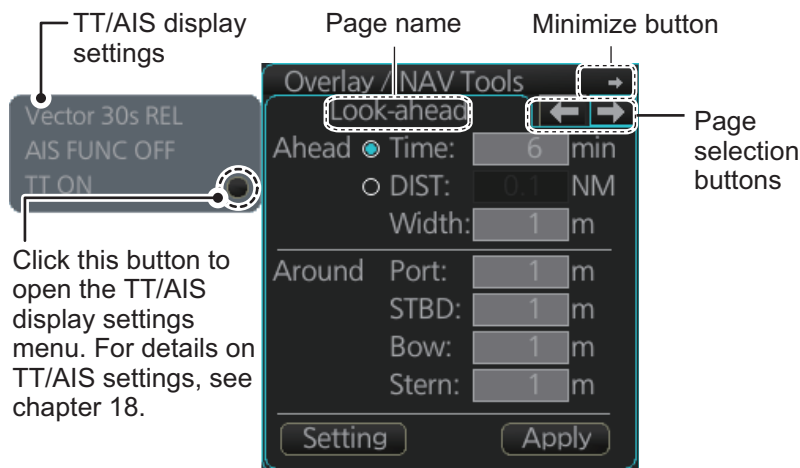 TT/AIS display
settings
Page name
Minimize button
Vector 30s REL
AIS FUNC OFF
TT ON
Click this button to
open the TT/AIS
display settings
menu. For details on
TT/AIS settings, see
chapter 18.
Overlay / NAV Tools
Look-ahead
Ahead Time: 6 min
DIST: 0.1 NM
Width: 1 m
Around Port: 1 m
STBD: 1 m
Bow: 1 m
Stern: 1 m
Setting Apply
Page
selection
buttons